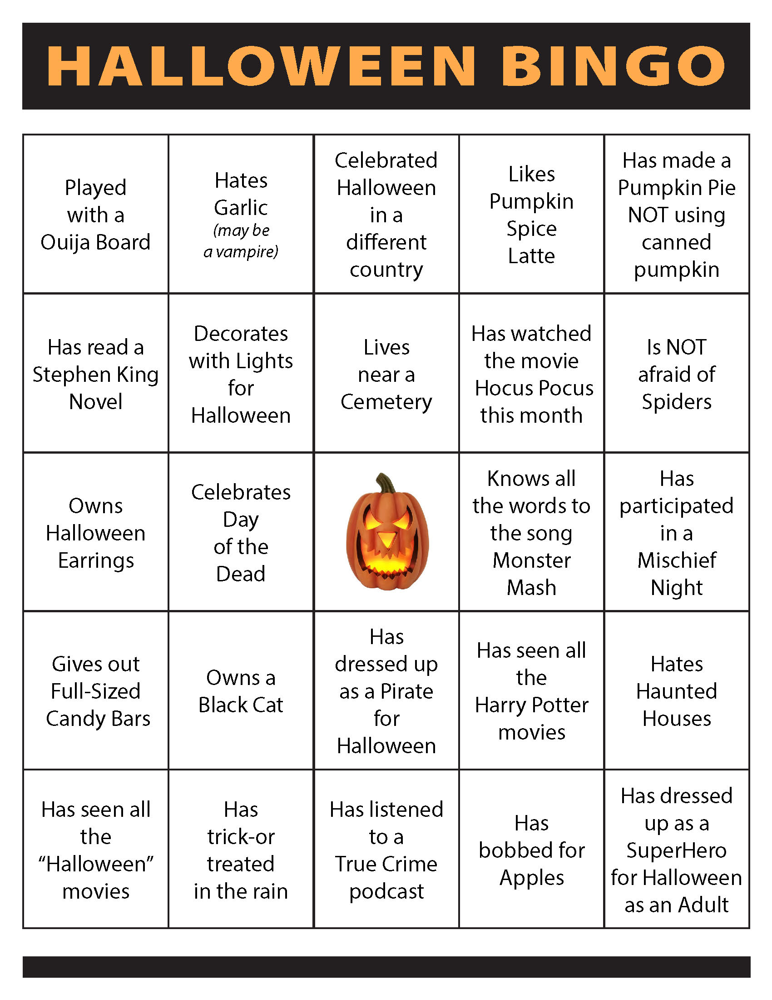 HALLOWEEN BINGO
Played
with a
Ouija Board
Hates
Garlic
(may be
a vampire)
Celebrated
Halloween
in a
different
country
Likes
Pumpkin
Spice
Latte
Has made a
Pumpkin Pie
NOT using
canned
pumpkin
Has read a
Stephen King
Novel
Decorates
with Lights
for
Halloween
Lives
near a
Cemetery
Has watched
the movie
Hocus Pocus
this month
Is NOT
afraid of
Spiders
Owns
Halloween
Earrings
Celebrates
Day
of the
Dead
Knows all
the words to
the song
Monster
Mash
Has
participated
in a
Mischief
Night
Gives out
Full-Sized
Candy Bars
Owns a
Black Cat
Has
dressed up
as a Pirate
for
Halloween
Has seen all
the
Harry Potter
movies
Hates
Haunted
Houses
Has seen all
the
“Halloween”
movies
Has
trick-or
treated
in the rain
Has listened
to a
True Crime
podcast
Has
bobbed for
Apples
Has dressed
up as a
SuperHero
for Halloween
as an Adult